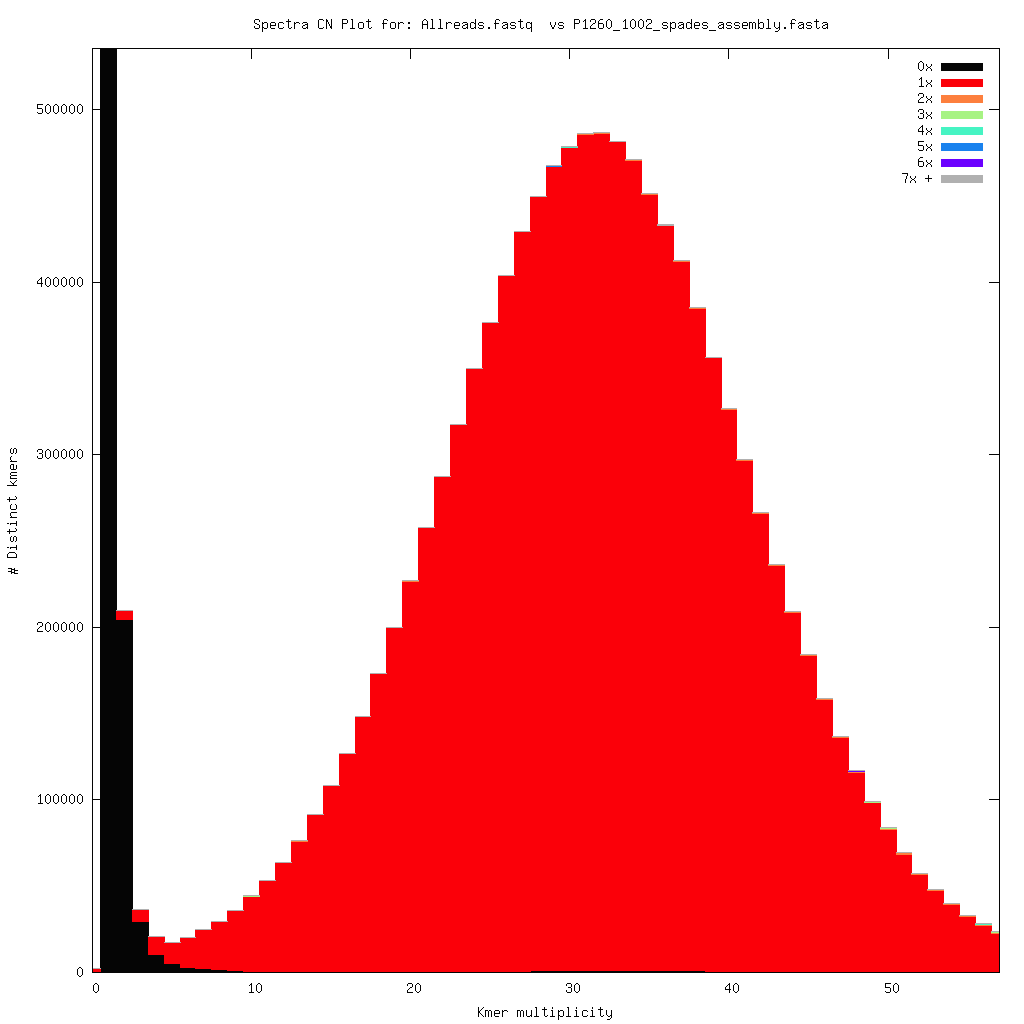 Spectra CN Plot for: Allreads.fastq  vs P1260_1002_spades_assembly.fasta
0x
1x
2x
3x
4x
5x
6x
7x +
500000
400000
300000
200000
100000
0
# Distinct kmers
0 10 20 30 40 50
Kmer multiplicity